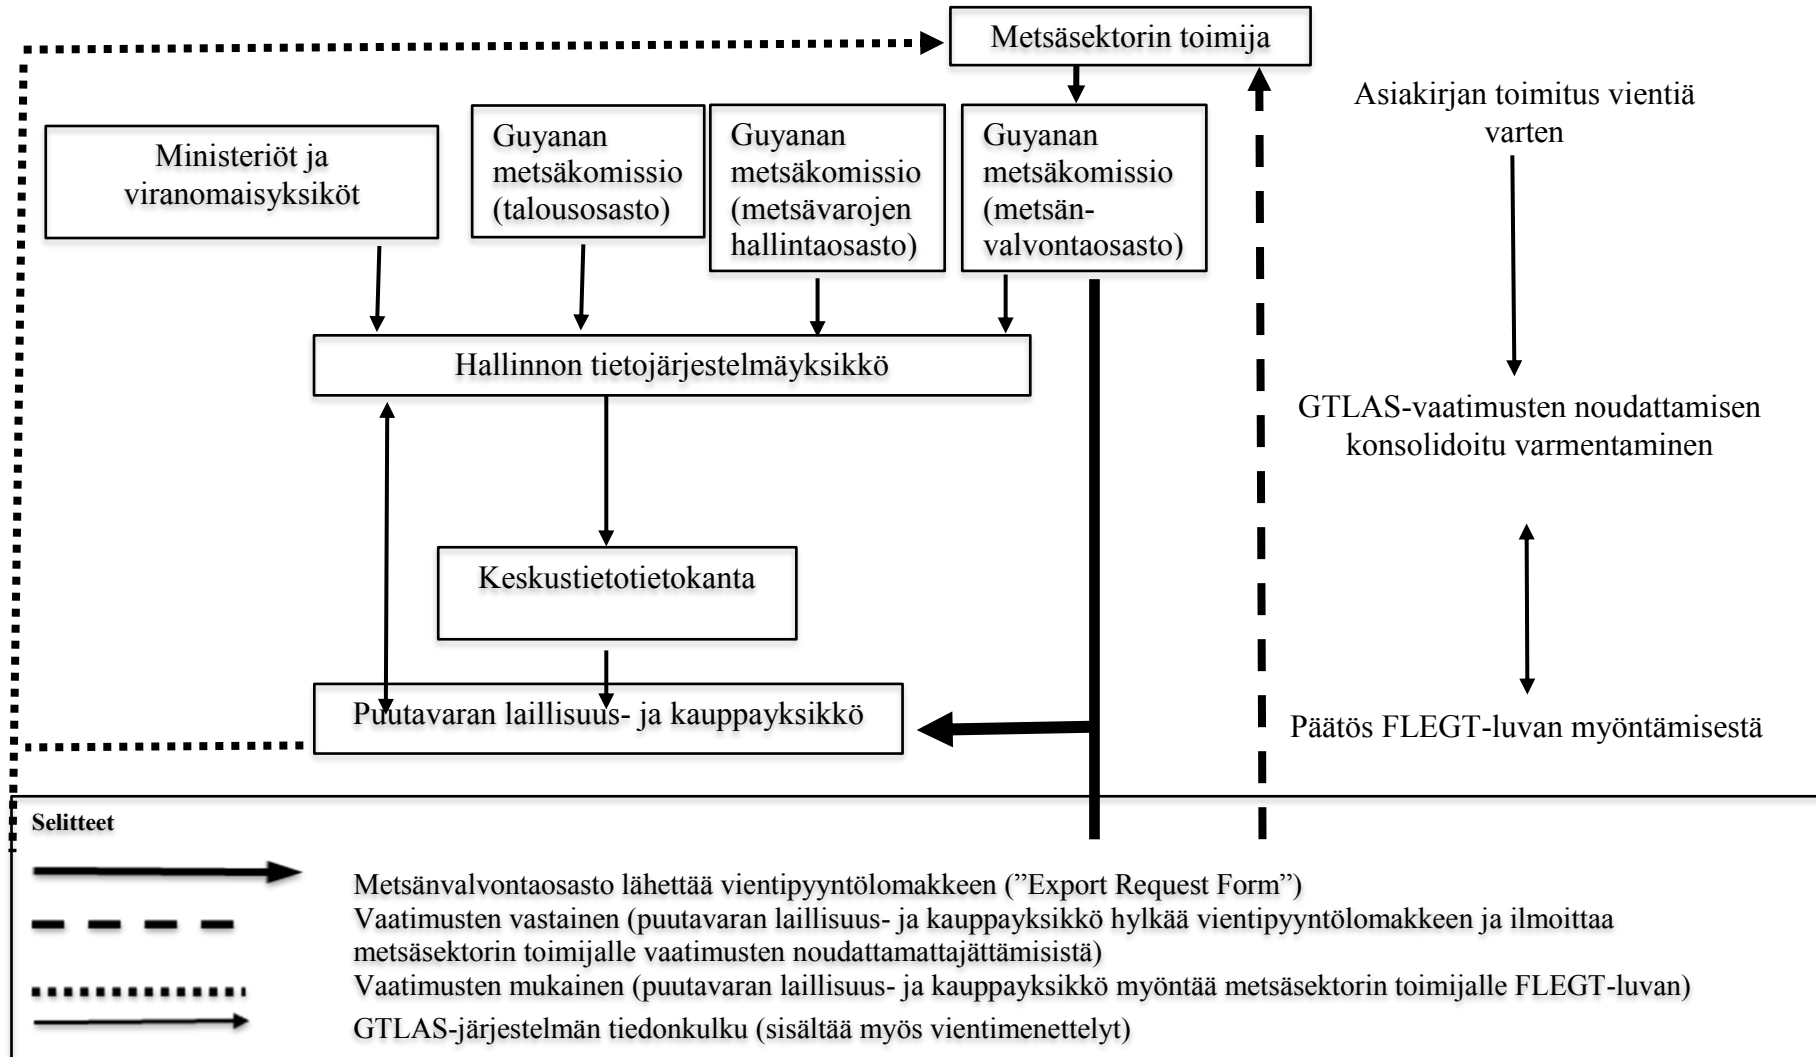 Metsäsektorin toimija
Asiakirjan toimitus vientiä
varten
Ministeriöt ja
viranomaisyksiköt
Guyanan
metsäkomissio
(talousosasto)
Guyanan
metsäkomissio
(metsävarojen
hallintaosasto)
Guyanan
metsäkomissio
(metsän-
valvontaosasto)
Hallinnon tietojärjestelmäyksikkö
GTLAS-vaatimusten noudattamisen
konsolidoitu varmentaminen
Keskustietotietokanta
Puutavaran laillisuus- ja kauppayksikkö
Päätös FLEGT-luvan myöntämisestä
Selitteet
Metsänvalvontaosasto lähettää vientipyyntölomakkeen (”Export Request Form”)
Vaatimusten vastainen (puutavaran laillisuus- ja kauppayksikkö hylkää vientipyyntölomakkeen ja ilmoittaa
metsäsektorin toimijalle vaatimusten noudattamattajättämisistä)
Vaatimusten mukainen (puutavaran laillisuus- ja kauppayksikkö myöntää metsäsektorin toimijalle FLEGT-luvan)
GTLAS-järjestelmän tiedonkulku (sisältää myös vientimenettelyt)